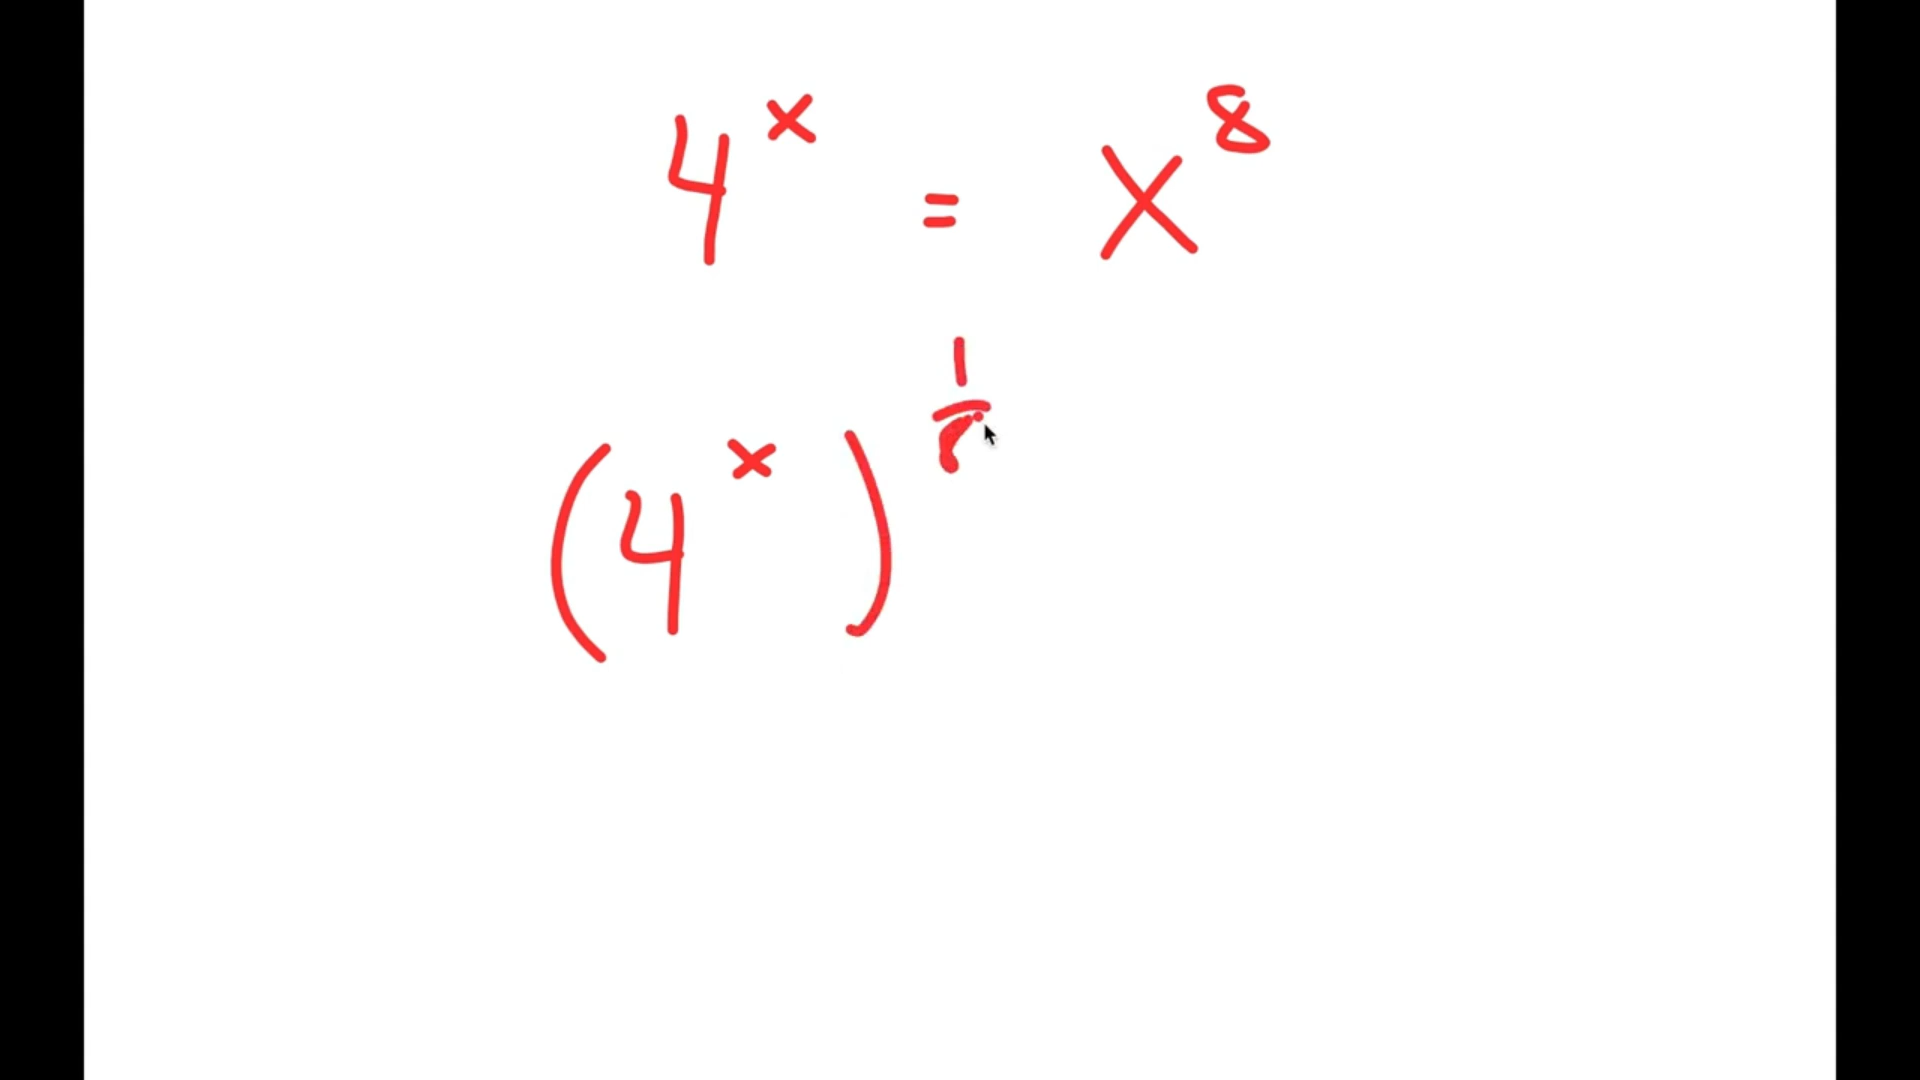 4^x = x^8
(4^x)^1/